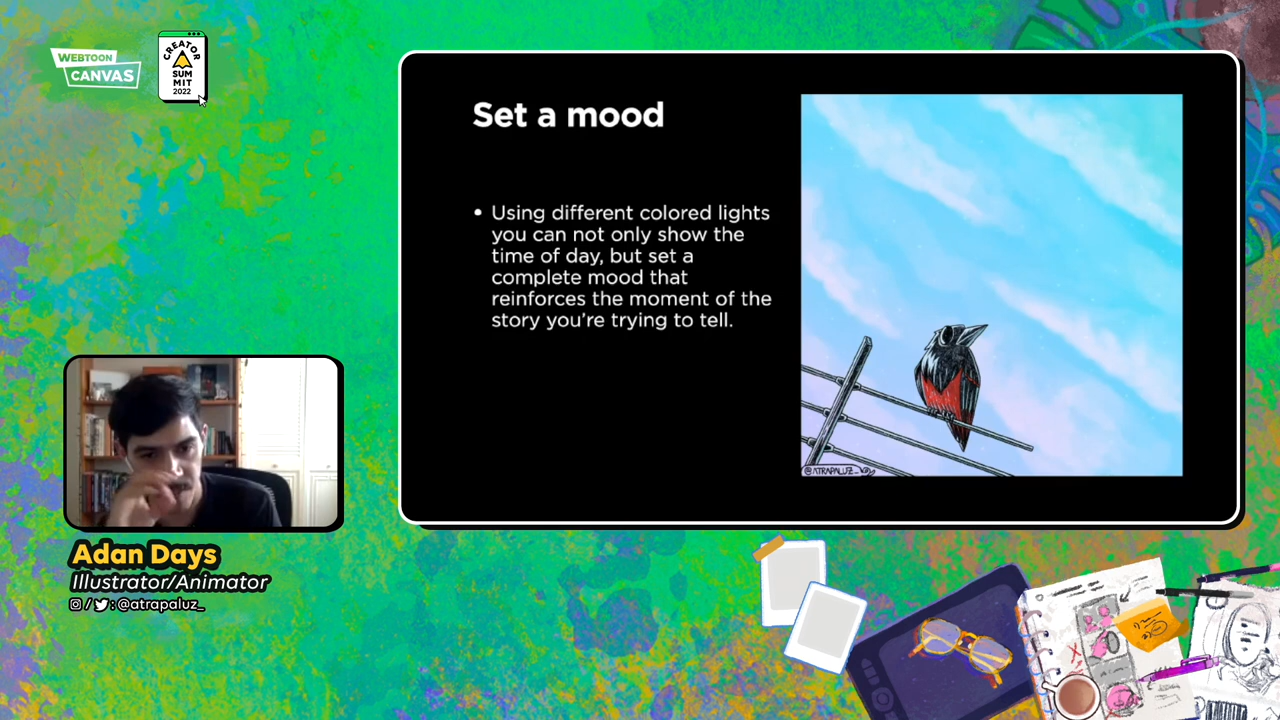 WEBTOON
CANVAS
CREATOR
SUM
MIT
2022
Set a mood
• Using different colored lights
you can not only show the
time of day, but set a
complete mood that
reinforces the moment of the
story you're trying to tell.
@ATRAPALUZ_
Adan Days
Illustrator/Animator
/ : @atrapaluz_